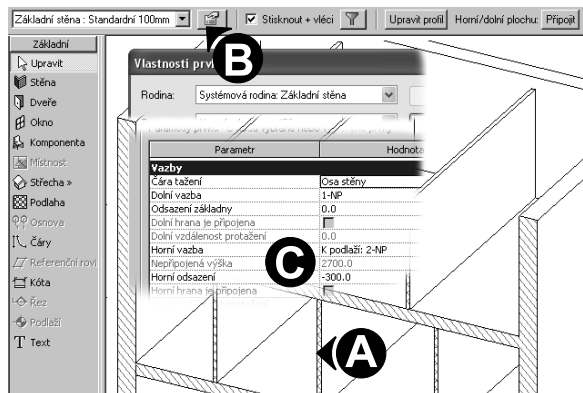 Základní stěna : Standardní 100mm Stisknout + vléci Upravit profil Horní/dolní plochu: Připojit
Základní
Upravit
Stěna
Dveře
Okno
Komponenta
Místnost
Střecha »
Podlaha
Osnova
Čáry
Referenční rovi
Kóta
Řez
Podlaží
Text
B
Vlastnosti prvk
Rodina: Systémová rodina: Základní stěna
Parametr Hodnota
Vazby
Čára tažení Osa stěny
Dolní vazba 1-NP
Odsazení základny 0.0
Dolní hrana je připojena
Dolní vzdálenost protažení 0.0
Horní vazba K podlaží: 2-NP
Nepřipojená výška 2700.0
Horní odsazení -300.0
Horní hrana je připojena
C
A